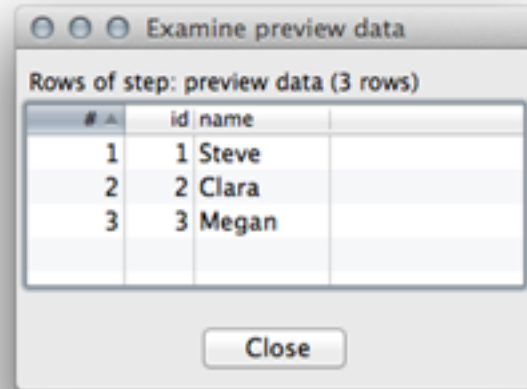 Examine preview data
Rows of step: preview data (3 rows)
# id name
1 1 Steve
2 2 Clara
3 3 Megan
Close